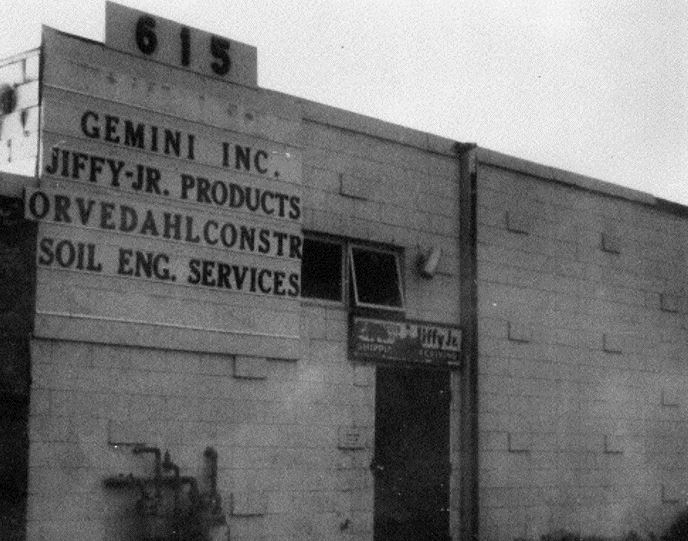 615
GEMINI INC.
JIFFY-JR. PRODUCTS
ORVEDAHLCONSTR
SOIL ENG. SERVICES
Jiffy Jr.